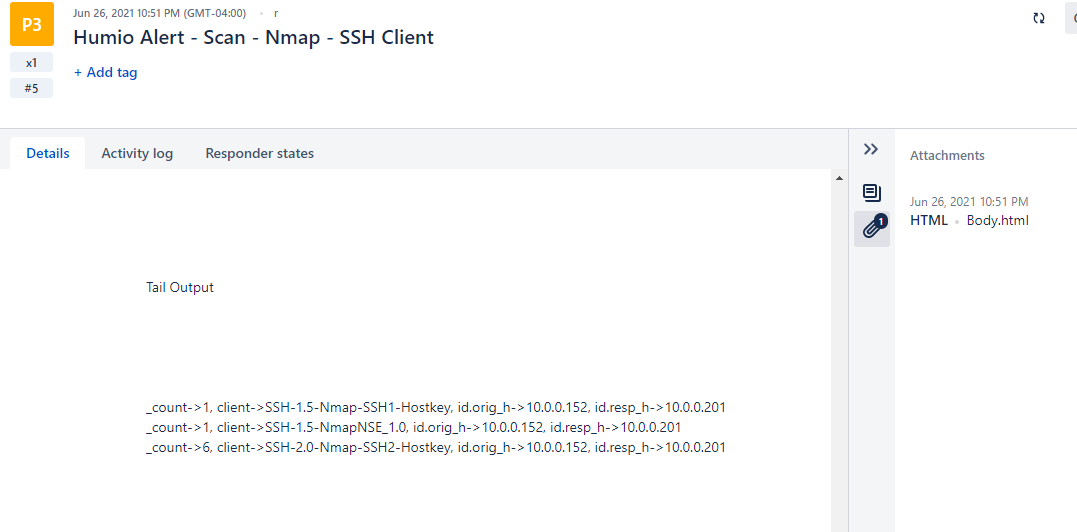 P3
Jun 26, 2021 10:51 PM (GMT-04:00) • r
Humio Alert - Scan - Nmap - SSH Client
x1
+ Add tag
#5
Details
Activity log
Responder states
Attachments
Jun 26, 2021 10:51 PM
1
HTML • Body.html
Tail Output
_count->1, client->SSH-1.5-Nmap-SSH1-Hostkey, id.orig_h->10.0.0.152, id.resp_h->10.0.0.201
_count->1, client->SSH-1.5-NmapNSE_1.0, id.orig_h->10.0.0.152, id.resp_h->10.0.0.201
_count->6, client->SSH-2.0-Nmap-SSH2-Hostkey, id.orig_h->10.0.0.152, id.resp_h->10.0.0.201